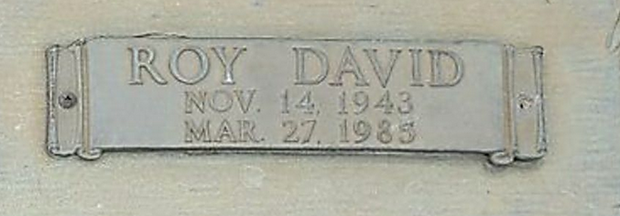 ROY DAVID
NOV. 14, 1943
MAR. 27, 1985